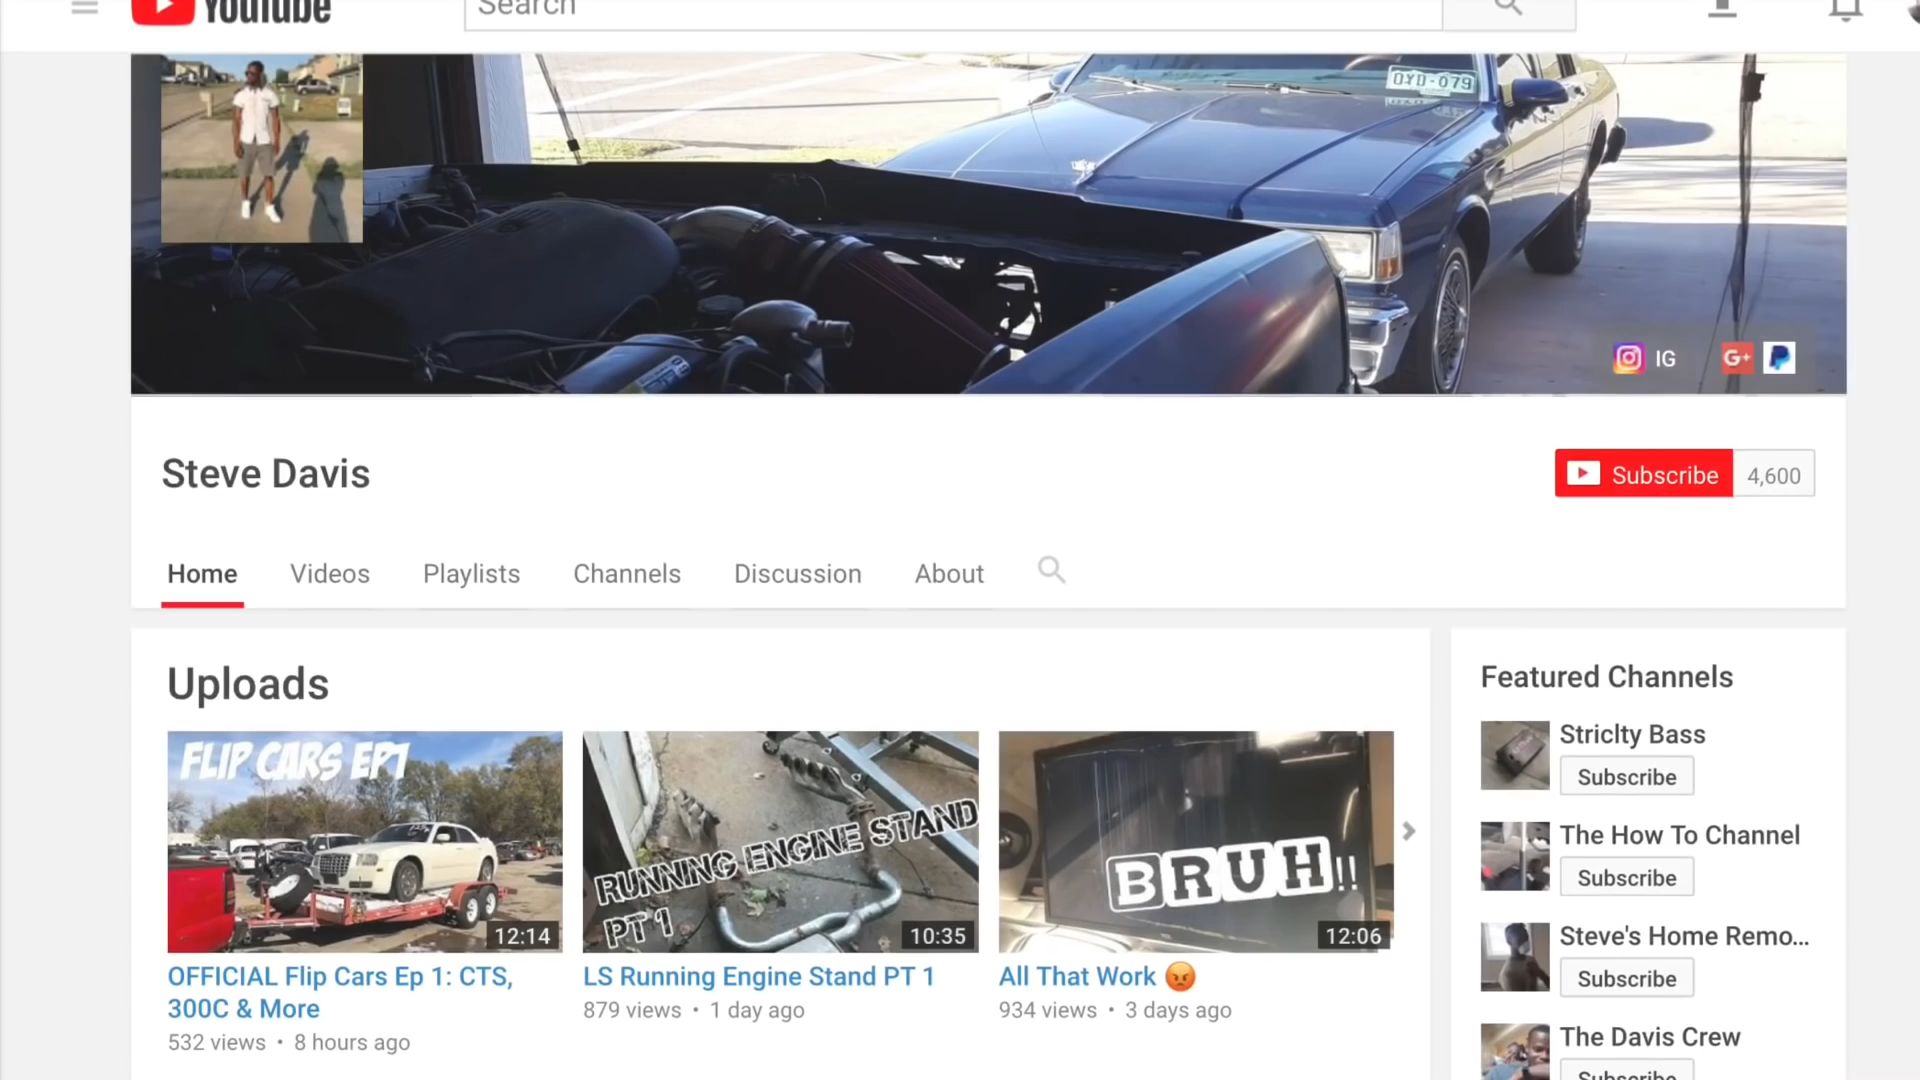 YouTube
Search
OYD-079
IG
G+
Steve Davis
Subscribe 4,600
Home Videos Playlists Channels Discussion About
Uploads
FLIP CARS EP1
12:14
OFFICIAL Flip Cars Ep 1: CTS,
300C & More
532 views • 8 hours ago
RUNNING ENGINE STAND
PT 1
10:35
LS Running Engine Stand PT 1
879 views • 1 day ago
BRUH!!
12:06
All That Work 😡
934 views • 3 days ago
Featured Channels
Striclty Bass
Subscribe
The How To Channel
Subscribe
Steve's Home Remo...
Subscribe
The Davis Crew
Subscribe